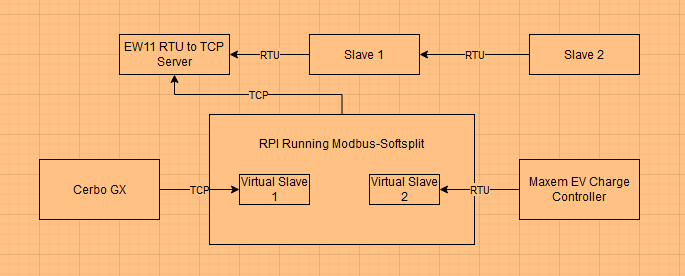 EW11 RTU to TCP
Server
RTU
Slave 1
RTU
Slave 2
TCP
RPI Running Modbus-Softsplit
Cerbo GX
TCP
Virtual Slave
1
Virtual Slave
2
RTU
Maxem EV Charge
Controller